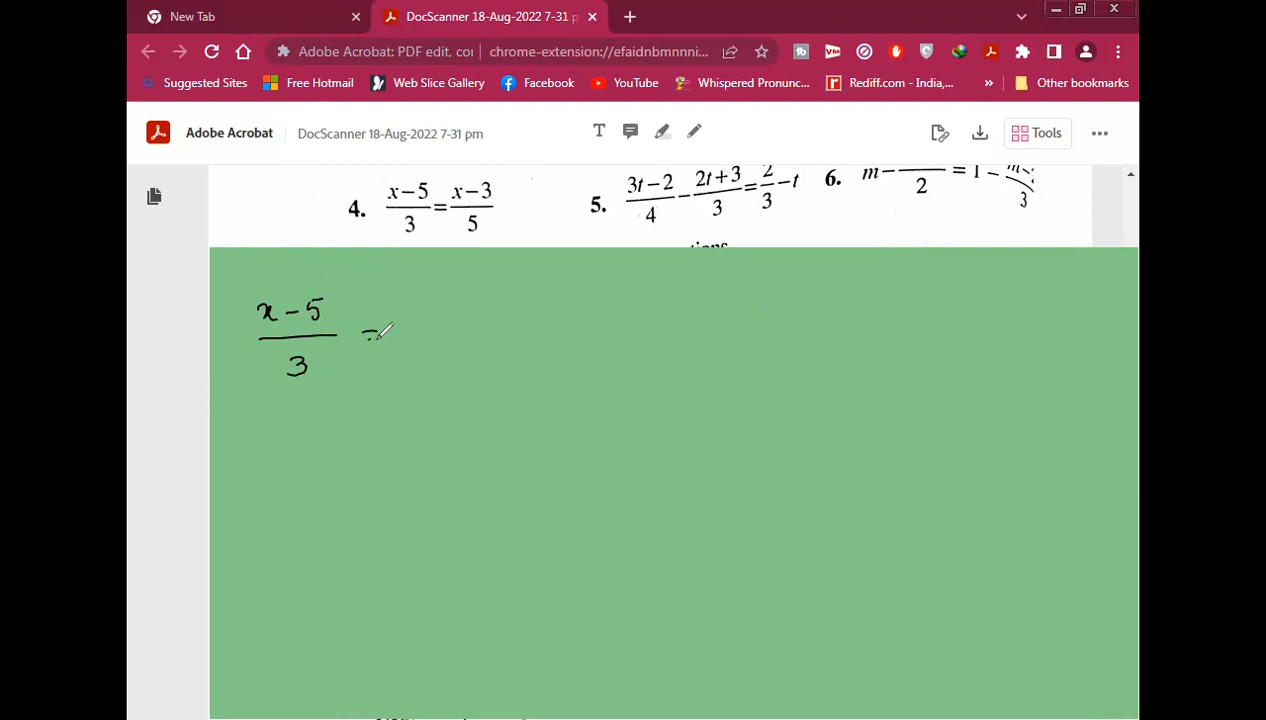 New Tab
DocScanner 18-Aug-2022 7-31 p
Adobe Acrobat: PDF edit, cor | chrome-extension://efaidnbmnnni...
Suggested Sites Free Hotmail Web Slice Gallery Facebook YouTube Whispered Pronunc... Rediff.com - India,... » Other bookmarks
Adobe Acrobat DocScanner 18-Aug-2022 7-31 pm Tools
4. (x−5)/3 = (x−3)/5 5. (3t−2)/4 − (2t+3)/3 = 2/3 − t 6.
(x − 5)/3 =